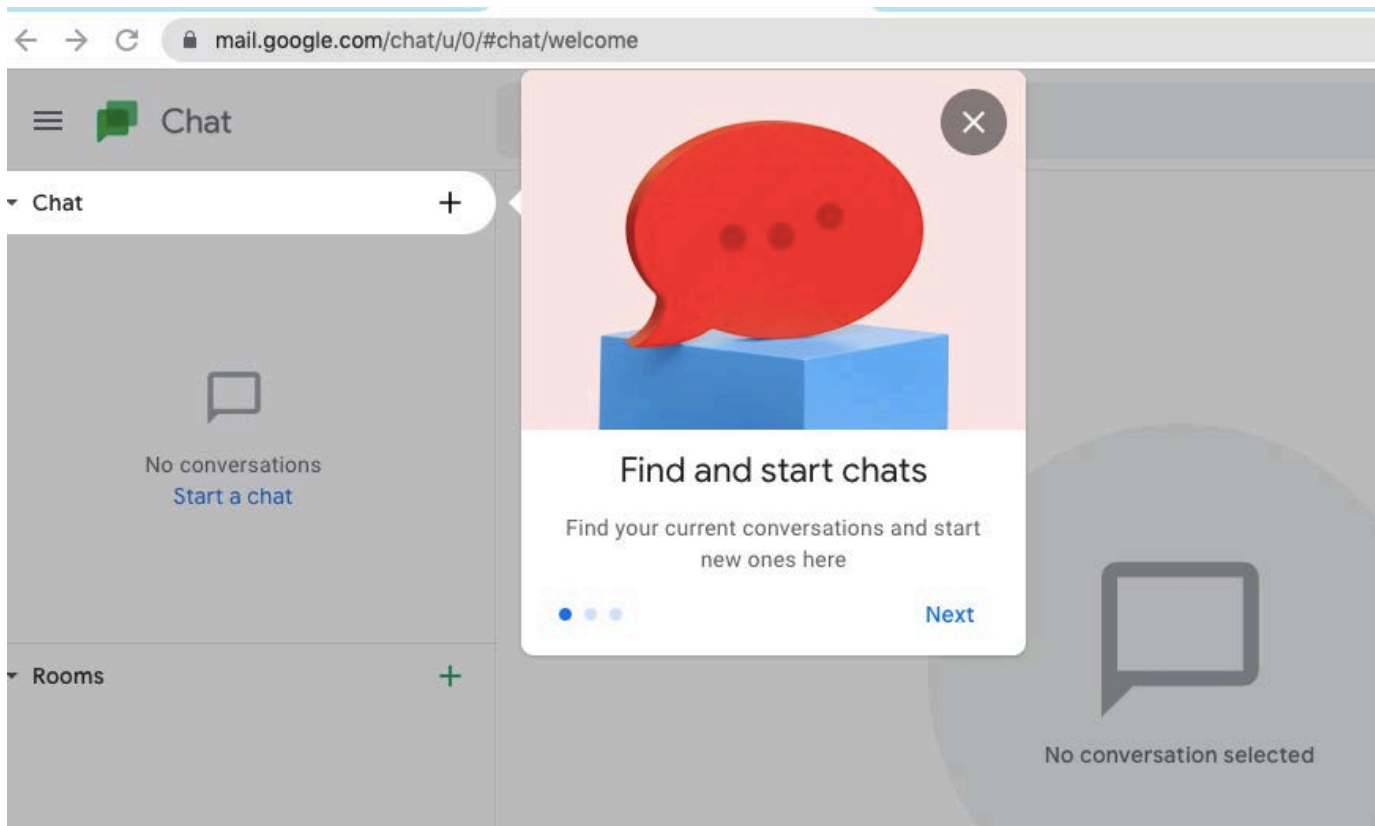 mail.google.com/chat/u/0/#chat/welcome
Chat
Chat
No conversations
Start a chat
Rooms
Find and start chats
Find your current conversations and start
new ones here
Next
No conversation selected